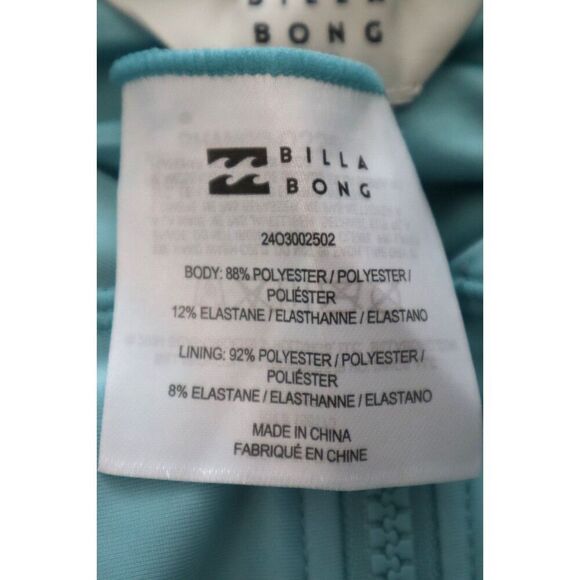 BILLA
BONG
BILLA
BONG
24O3002502
BODY: 88% POLYESTER / POLYESTER /
POLIÉSTER
12% ELASTANE / ELASTHANNE / ELASTANO
LINING: 92% POLYESTER / POLYESTER /
POLIÉSTER
8% ELASTANE / ELASTHANNE / ELASTANO
MADE IN CHINA
FABRIQUÉ EN CHINE